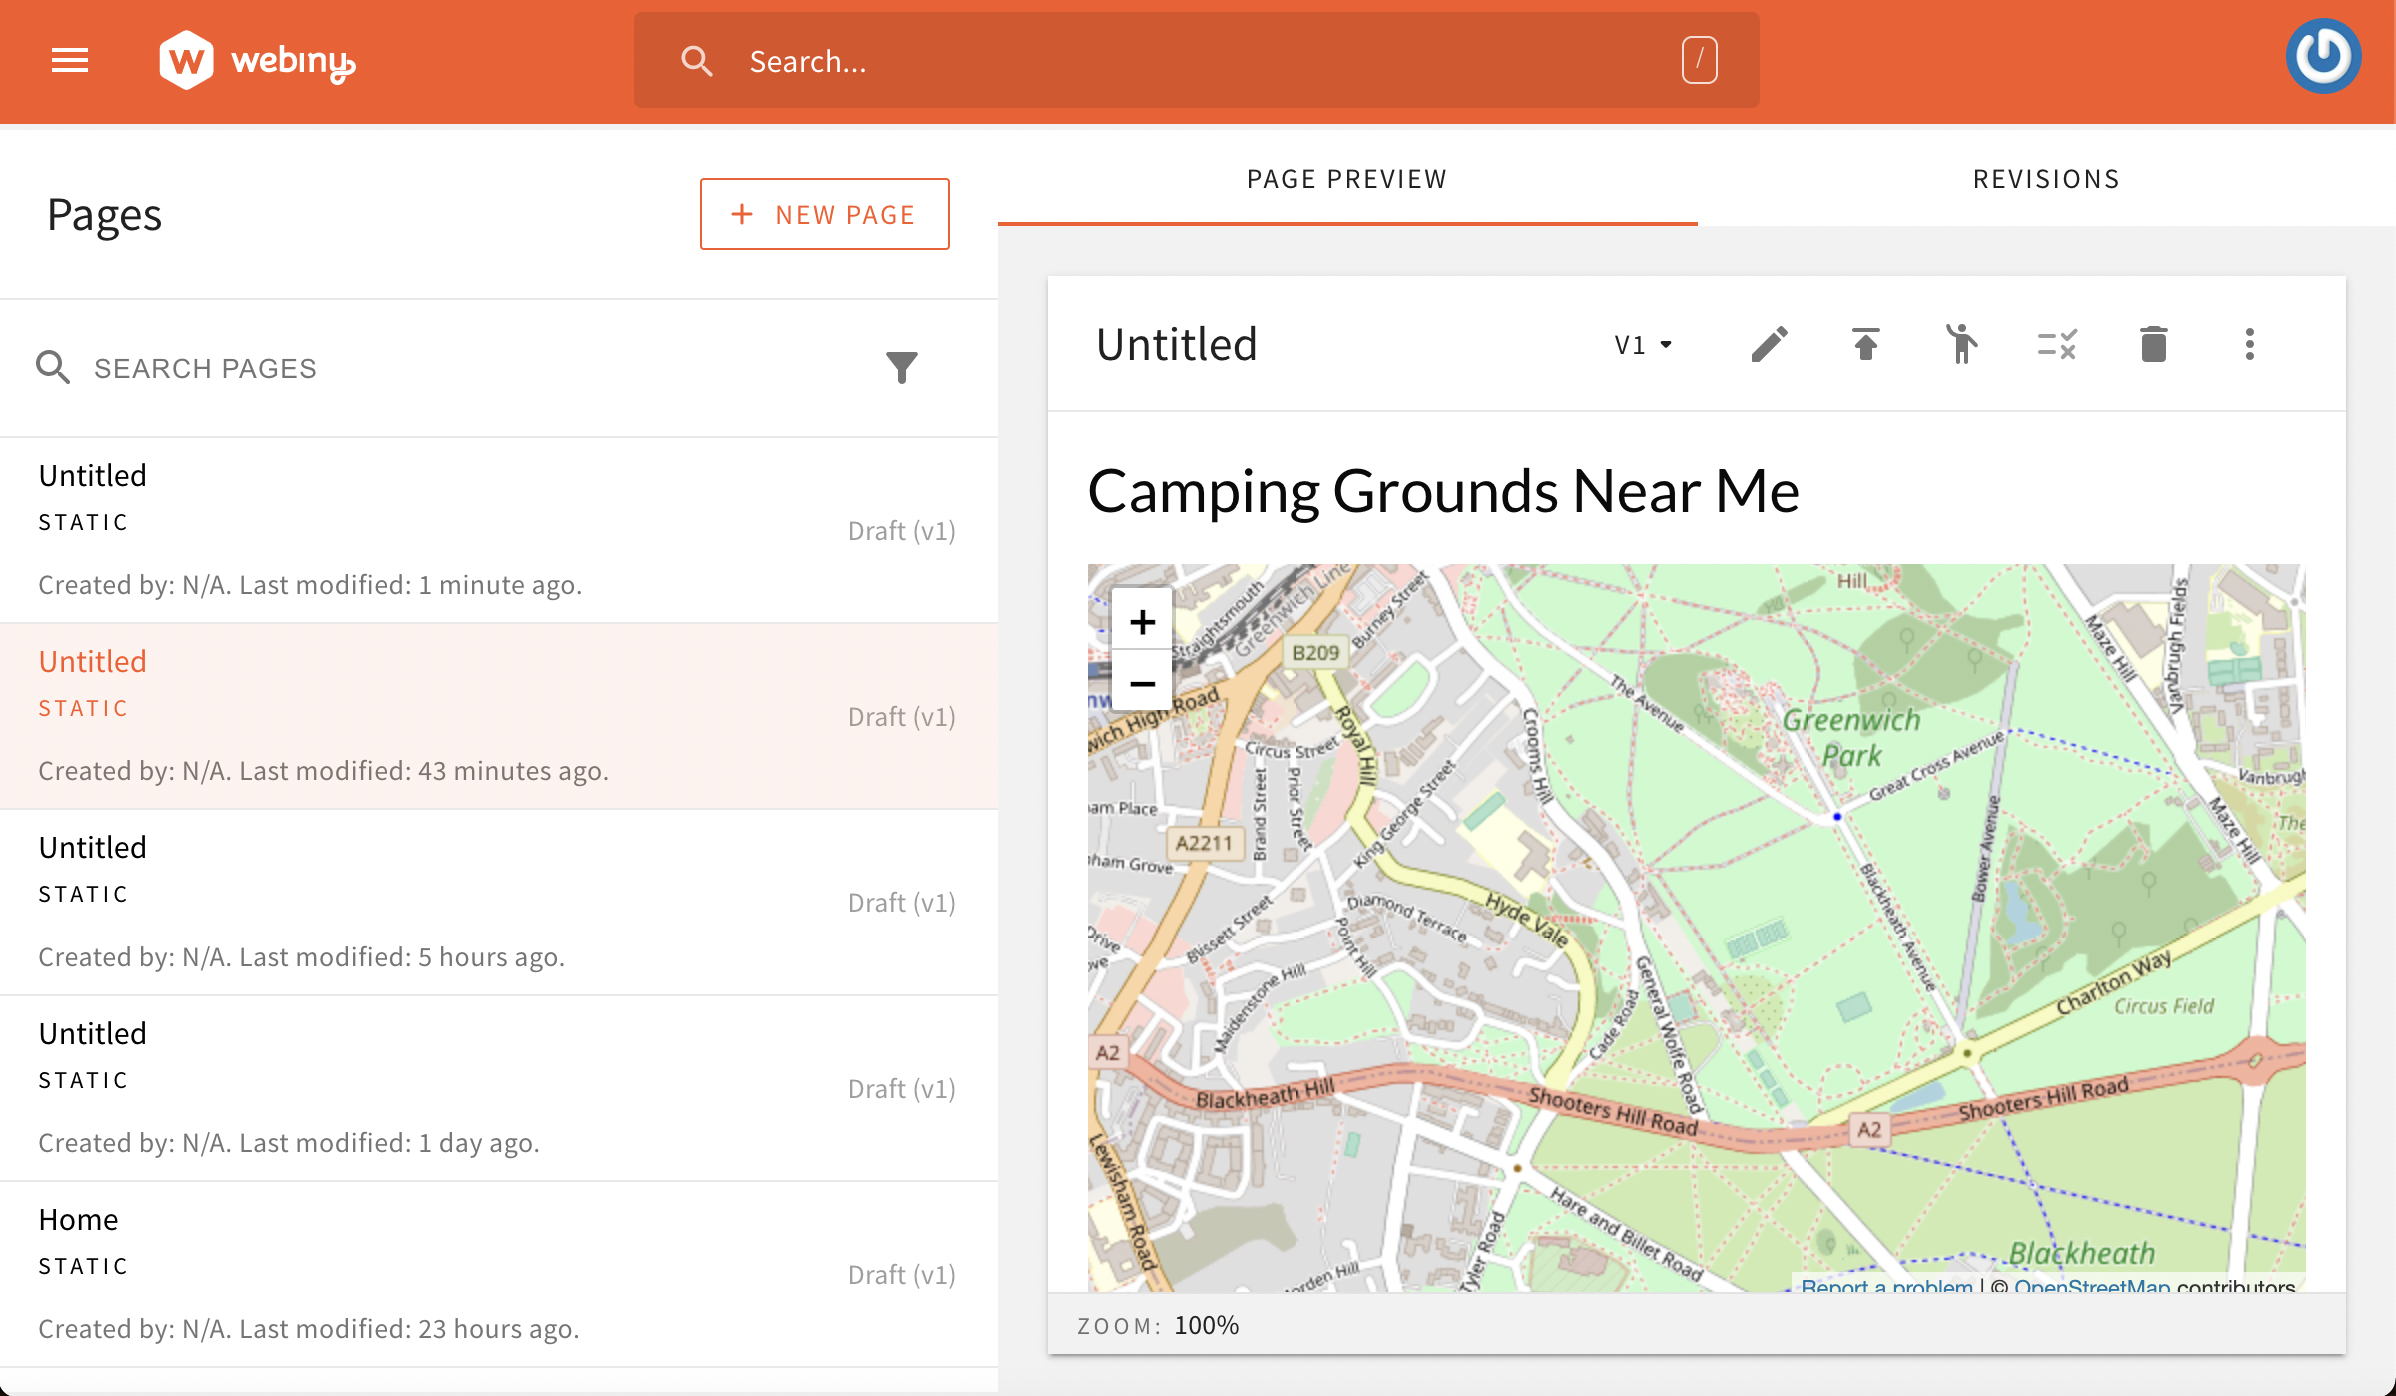 webiny
Search...
/
Pages
+ NEW PAGE
SEARCH PAGES
Untitled
STATIC
Draft (v1)
Created by: N/A. Last modified: 1 minute ago.
Untitled
STATIC
Draft (v1)
Created by: N/A. Last modified: 43 minutes ago.
Untitled
STATIC
Draft (v1)
Created by: N/A. Last modified: 5 hours ago.
Untitled
STATIC
Draft (v1)
Created by: N/A. Last modified: 1 day ago.
Home
STATIC
Draft (v1)
Created by: N/A. Last modified: 23 hours ago.
PAGE PREVIEW
REVISIONS
Untitled
V1
Camping Grounds Near Me
+
−
Straightsmouth
Greenwich Line
Burney Street
Hill
B209
Maze Hill
Vanbrugh Fields
wich High Road
Royal Hill
The Avenue
Crooms Hill
Greenwich
Park
Circus Street
Great Cross Avenue
Vanbrugh
am Place
Brand Street
Prior Street
King George Street
Maze Hill
The
A2211
ham Grove
Bower Avenue
Blackheath Avenue
Diamond Terrace
Hyde Vale
Bissett Street
Point Hill
Drive
ve
Maidenstone Hill
General Wolfe Road
Cade Road
Charlton Way
Circus Field
A2
Blackheath Hill
Shooters Hill Road
A2
Shooters Hill Road
Lewisham Road
Hare and Billet Road
Tyler Road
orden Hill
Blackheath
Report a problem | © OpenStreetMap contributors
ZOOM: 100%